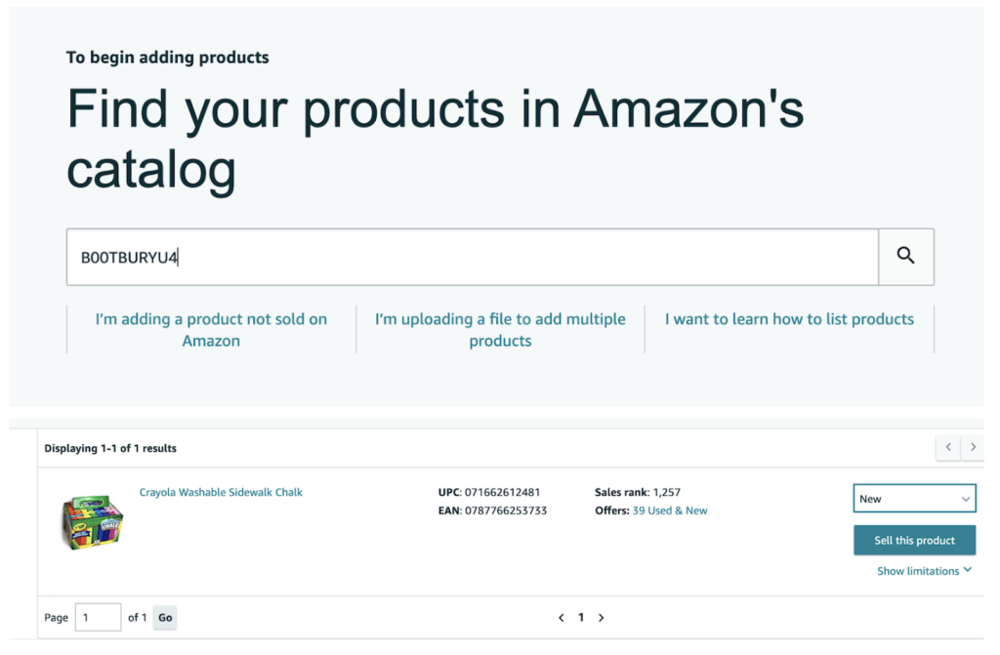 To begin adding products
Find your products in Amazon's
catalog
B00TBURYU4
I'm adding a product not sold on
Amazon
I'm uploading a file to add multiple
products
I want to learn how to list products
Displaying 1-1 of 1 results
Crayola Washable Sidewalk Chalk
UPC: 071662612481
EAN: 0787766253733
Sales rank: 1,257
Offers: 39 Used & New
New
Sell this product
Show limitations
Page 1 of 1 Go
1